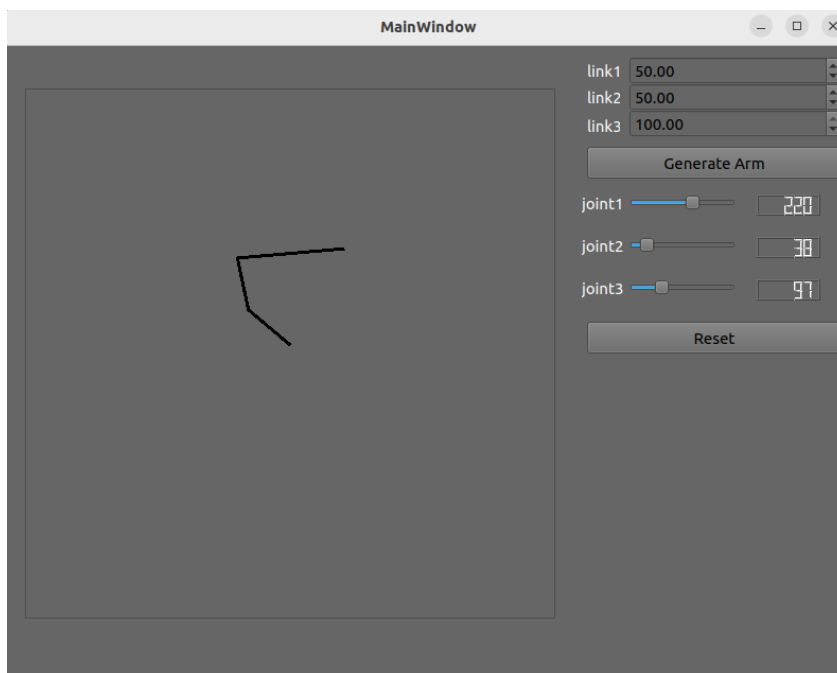 MainWindow
link1 50.00
link2 50.00
link3 100.00
Generate Arm
joint1 220
joint2 38
joint3 97
Reset